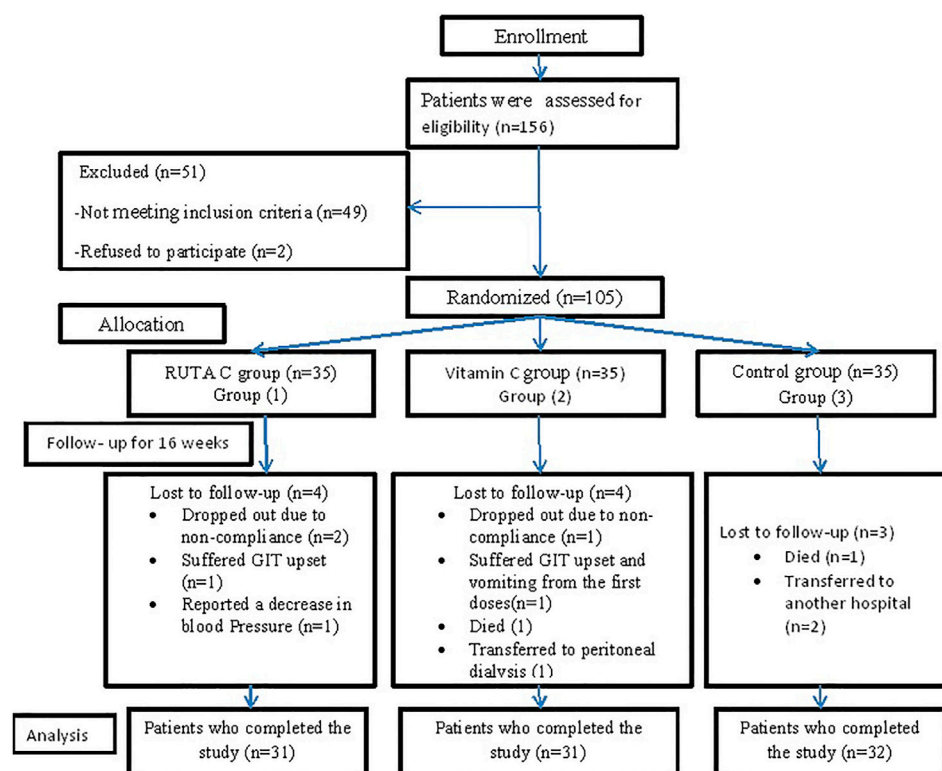 Enrollment
Patients were assessed for
eligibility (n=156)
Excluded (n=51)
-Not meeting inclusion criteria (n=49)
-Refused to participate (n=2)
Randomized (n=105)
Allocation
RUTA C group (n=35)
Group (1)
Vitamin C group (n=35)
Group (2)
Control group (n=35)
Group (3)
Follow- up for 16 weeks
Lost to follow-up (n=4)
• Dropped out due to
non-compliance (n=2)
• Suffered GIT upset
(n=1)
• Reported a decrease in
blood Pressure (n=1)
Lost to follow-up (n=4)
• Dropped out due to non-
compliance (n=1)
• Suffered GIT upset and
vomiting from the first
doses(n=1)
• Died (1)
• Transferred to peritoneal
dialysis (1)
Lost to follow-up (n=3)
• Died (n=1)
• Transferred to
another hospital
(n=2)
Analysis
Patients who completed the
study (n=31)
Patients who completed the
study (n=31)
Patients who completed
the study (n=32)